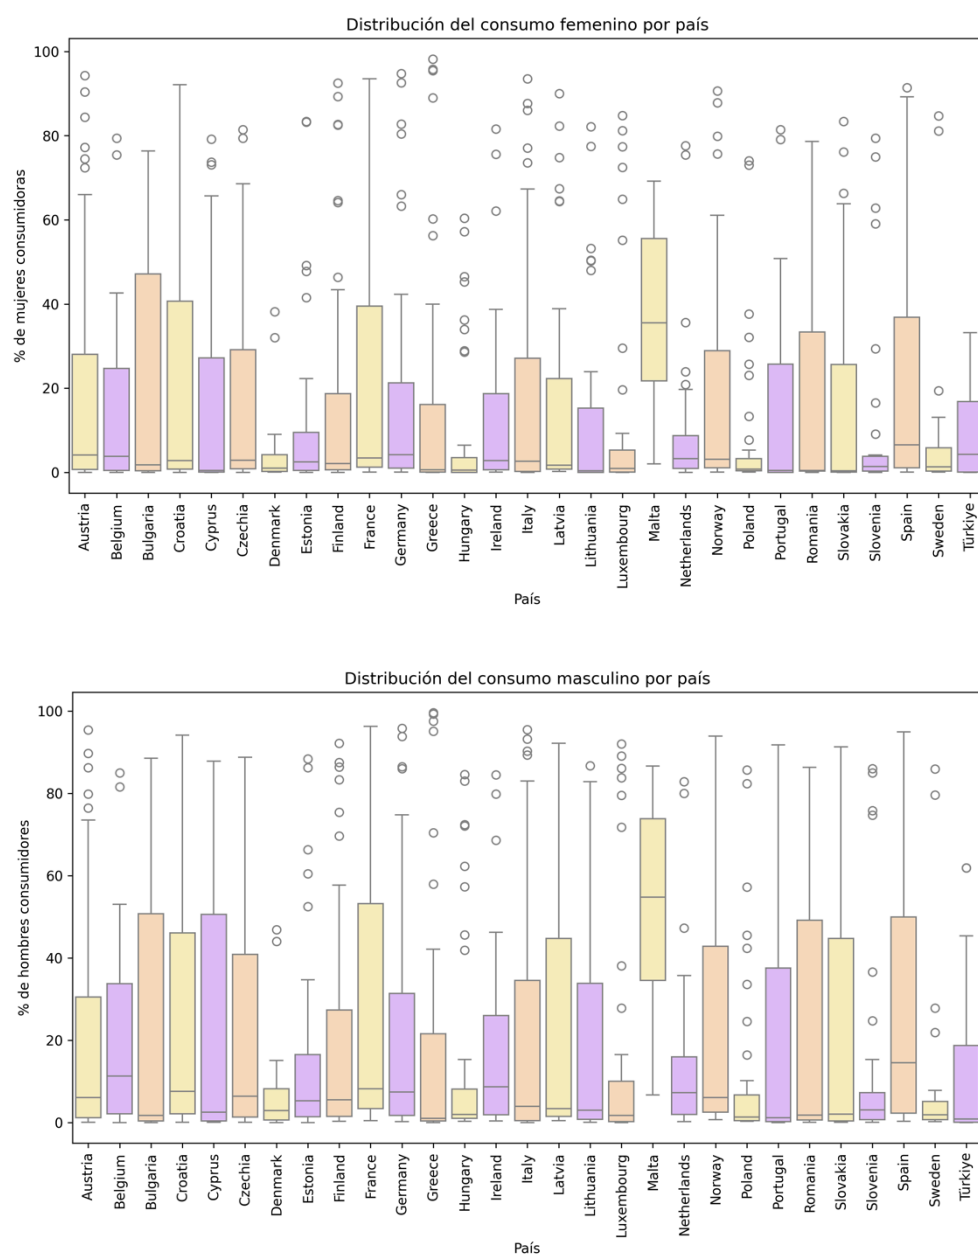 Distribución del consumo femenino por país
100
80
60
40
20
0
% de mujeres consumidoras
Austria
Belgium
Bulgaria
Croatia
Cyprus
Czechia
Denmark
Estonia
Finland
France
Germany
Greece
Hungary
Ireland
Italy
Latvia
Lithuania
Luxembourg
Malta
Netherlands
Norway
Poland
Portugal
Romania
Slovakia
Slovenia
Spain
Sweden
Türkiye
País
Distribución del consumo masculino por país
100
80
60
40
20
0
% de hombres consumidores
Austria
Belgium
Bulgaria
Croatia
Cyprus
Czechia
Denmark
Estonia
Finland
France
Germany
Greece
Hungary
Ireland
Italy
Latvia
Lithuania
Luxembourg
Malta
Netherlands
Norway
Poland
Portugal
Romania
Slovakia
Slovenia
Spain
Sweden
Türkiye
País